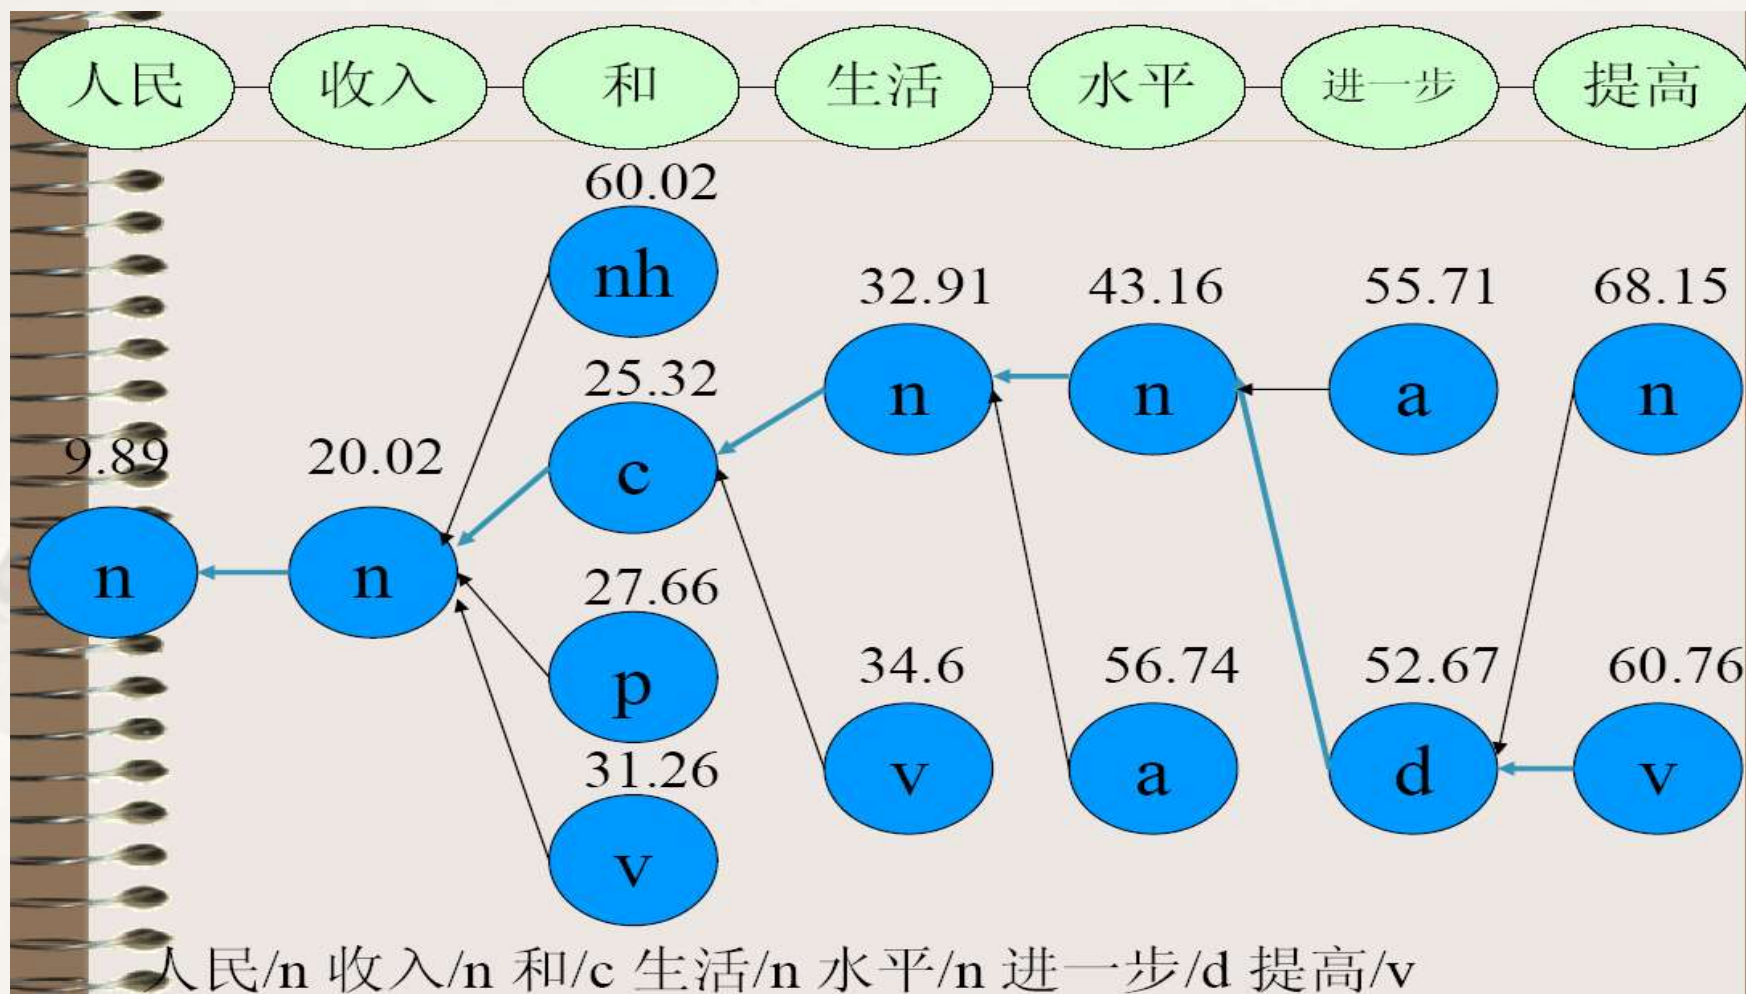 人民 收入 和 生活 水平 进一步 提高
60.02
nh
32.91 43.16 55.71 68.15
25.32
n n a n
9.89 20.02
c
n n
27.66
p
34.6 56.74 52.67 60.76
31.26
v a d v
v
人民/n 收入/n 和/c 生活/n 水平/n 进一步/d 提高/v